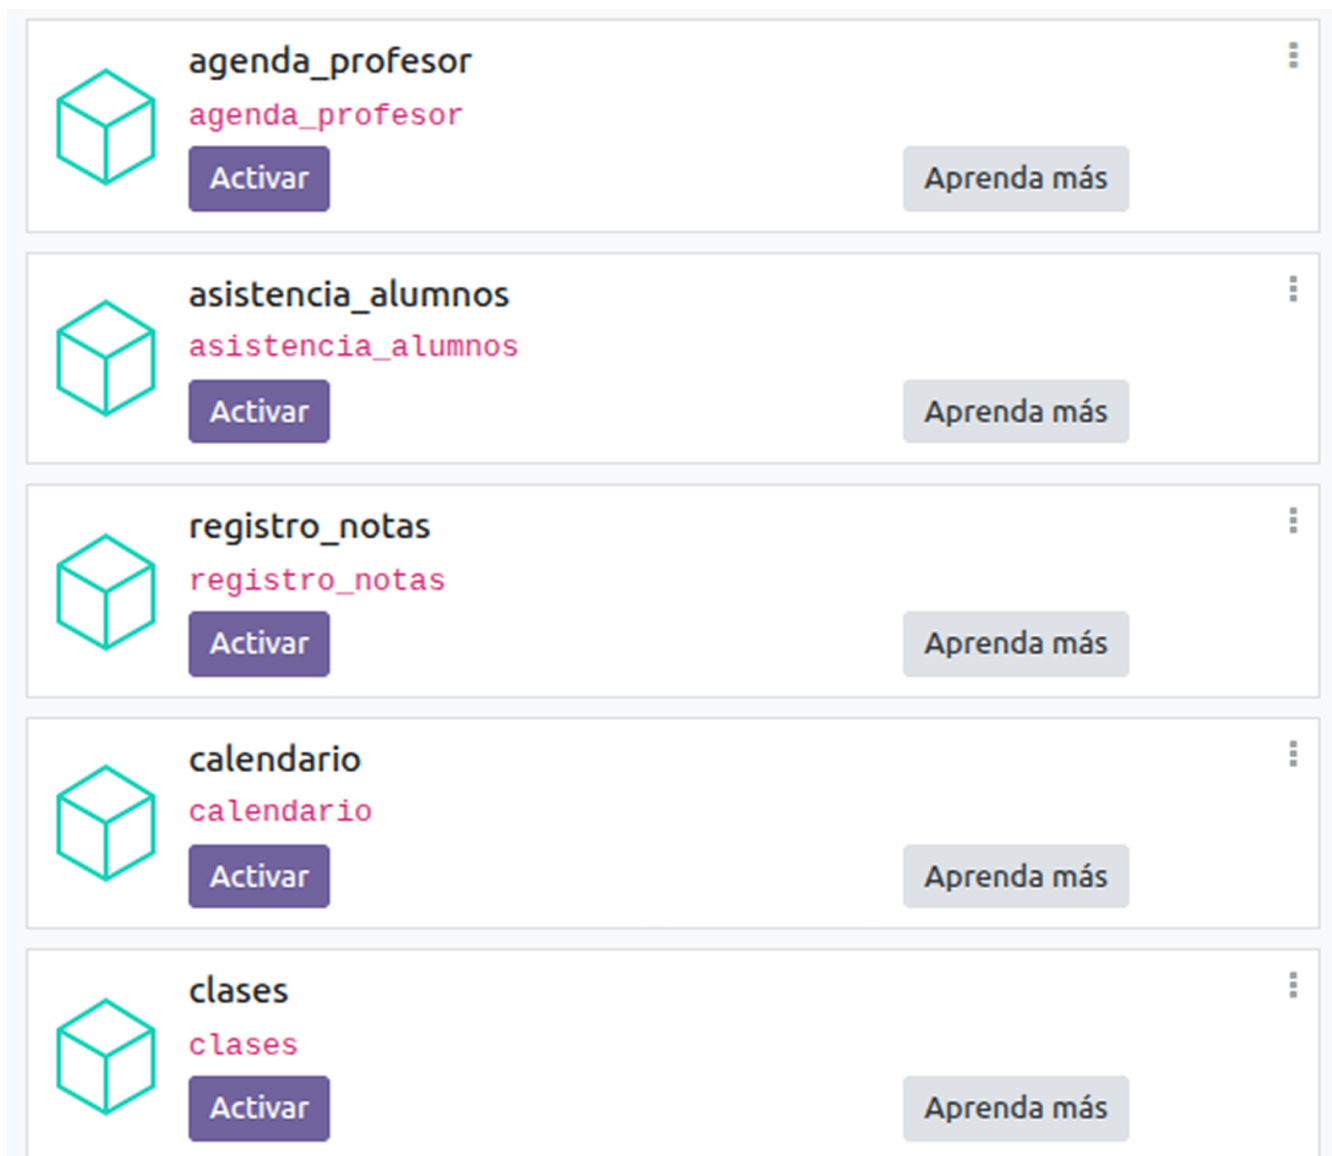 agenda_profesor
agenda_profesor
Activar Aprenda más
asistencia_alumnos
asistencia_alumnos
Activar Aprenda más
registro_notas
registro_notas
Activar Aprenda más
calendario
calendario
Activar Aprenda más
clases
clases
Activar Aprenda más